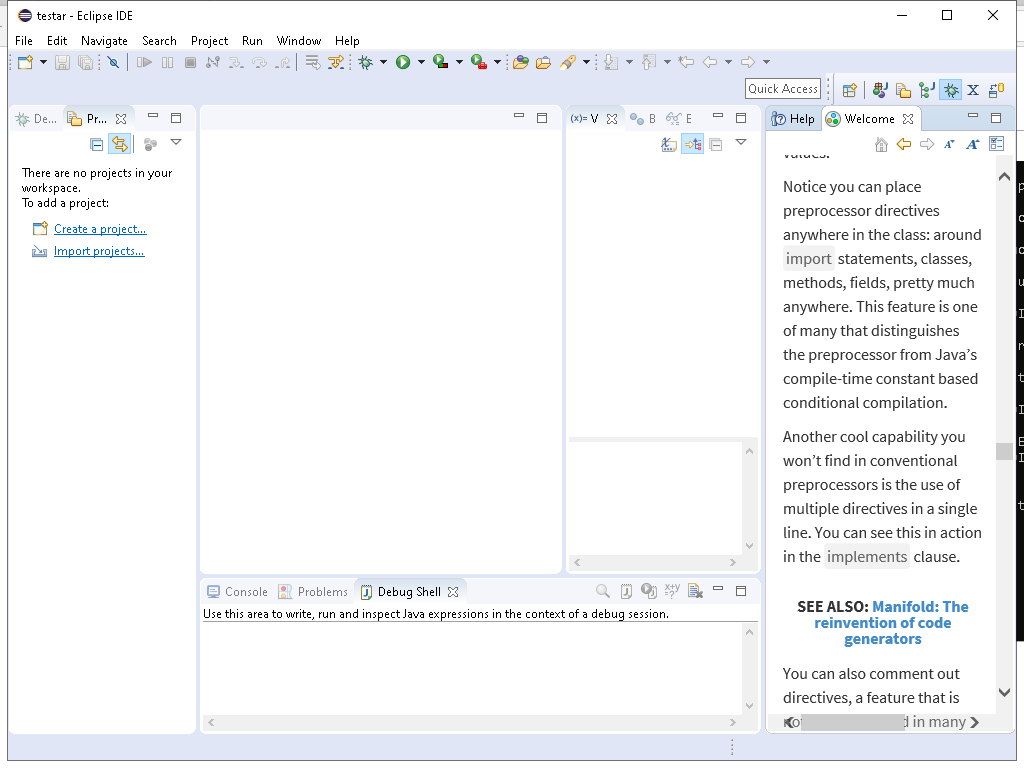 testar - Eclipse IDE
File Edit Navigate Search Project Run Window Help
Quick Access
De...
Pr...
There are no projects in your
workspace.
To add a project:
Create a project...
Import projects...
(x)= V
B
E
Help
Welcome
values.
Notice you can place
preprocessor directives
anywhere in the class: around
import statements, classes,
methods, fields, pretty much
anywhere. This feature is one
of many that distinguishes
the preprocessor from Java’s
compile-time constant based
conditional compilation.
Another cool capability you
won’t find in conventional
preprocessors is the use of
multiple directives in a single
line. You can see this in action
in the implements clause.
SEE ALSO: Manifold: The
reinvention of code
generators
You can also comment out
directives, a feature that is
in many
Console
Problems
Debug Shell
Use this area to write, run and inspect Java expressions in the context of a debug session.